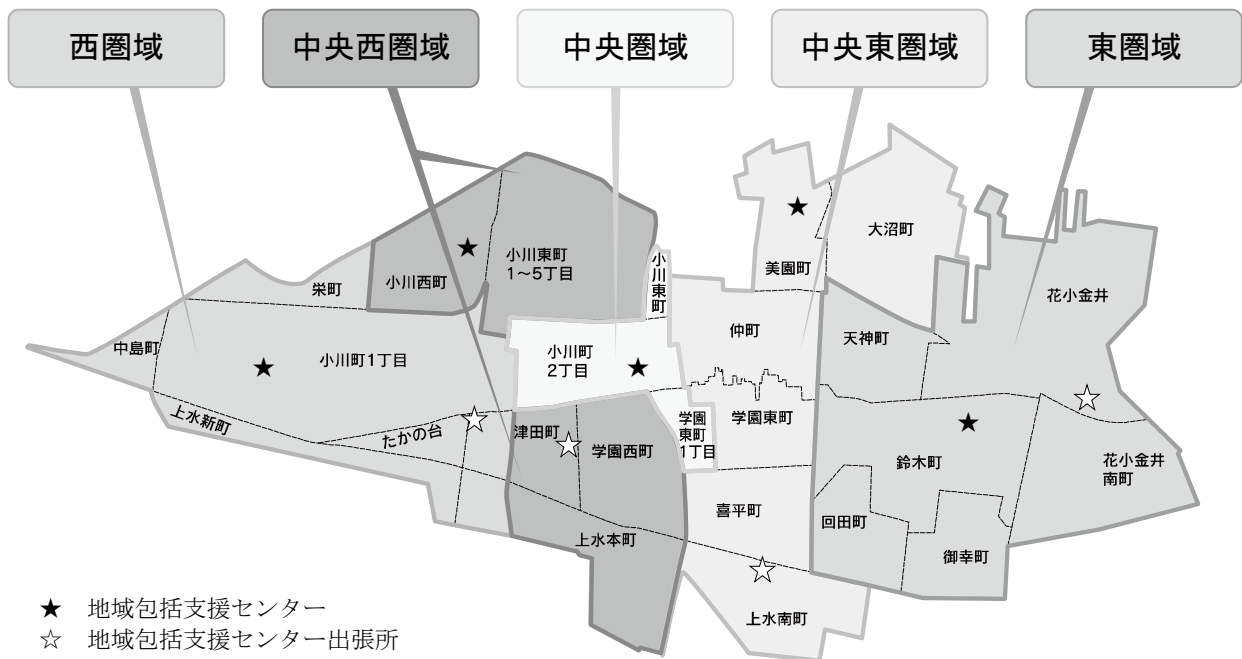 西圏域
中央西圏域
中央圏域
中央東圏域
東圏域
大沼町
小川東町
1～5丁目
小川東町
美園町
小川西町
栄町
花小金井
仲町
天神町
中島町
小川町1丁目
小川町
2丁目
上水新町
たかの台
津田町
学園西町
学園
東町
1丁目
学園東町
鈴木町
花小金井
南町
喜平町
回田町
上水本町
御幸町
上水南町
★ 地域包括支援センター
☆ 地域包括支援センター出張所